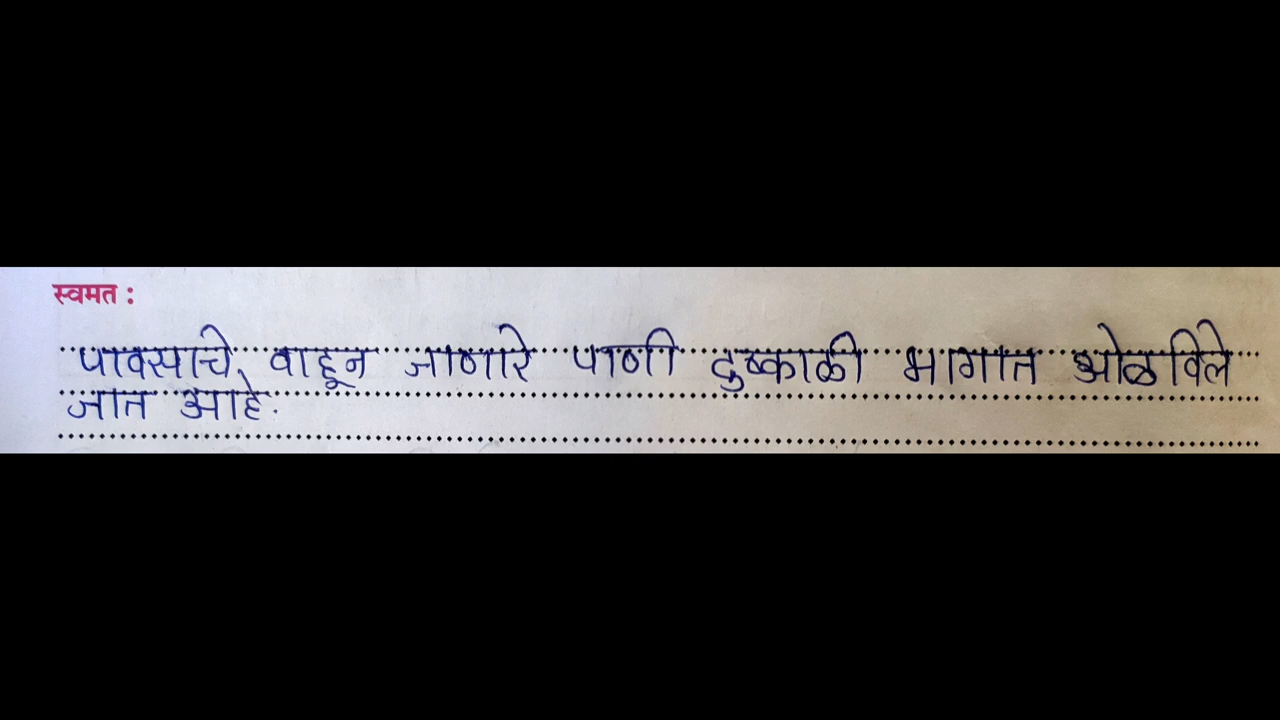 स्वमत :
पावसाचे वाहून जाणारे पाणी दुष्काळी भागात ओळविले
जात आहे.